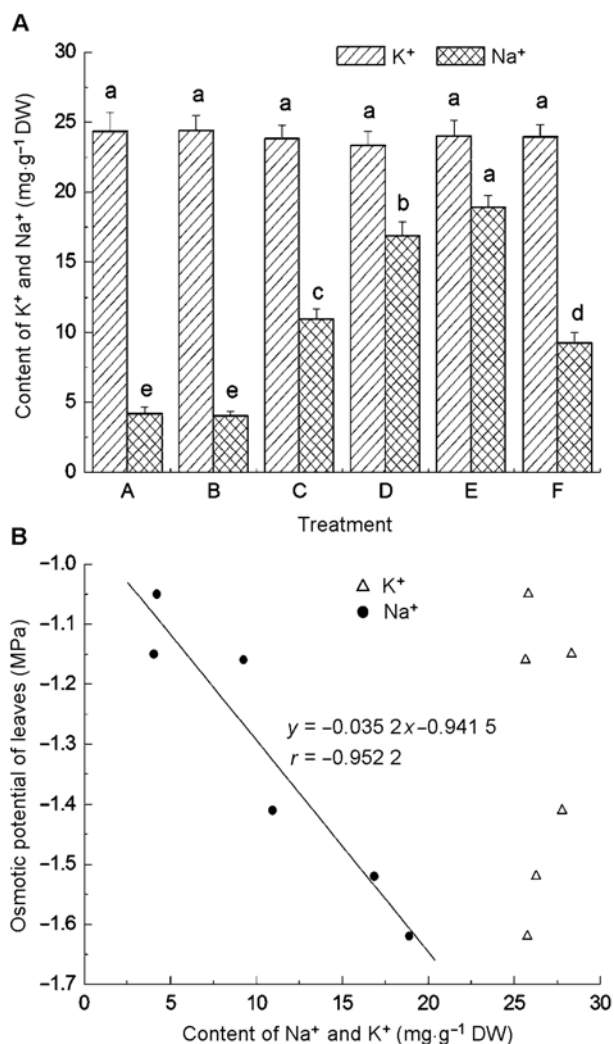 A
30
K⁺ Na⁺
a a a a a a
25
a
20
b
15
c
d
10
e e
5
0
A B C D E F
Content of K⁺ and Na⁺ (mg·g⁻¹ DW)
Treatment
B
−1.0
K⁺
Na⁺
−1.1
−1.2
y = −0.035 2x−0.941 5
−1.3
r = −0.952 2
−1.4
−1.5
−1.6
−1.7
0 5 10 15 20 25 30
Osmotic potential of leaves (MPa)
Content of Na⁺ and K⁺ (mg·g⁻¹ DW)